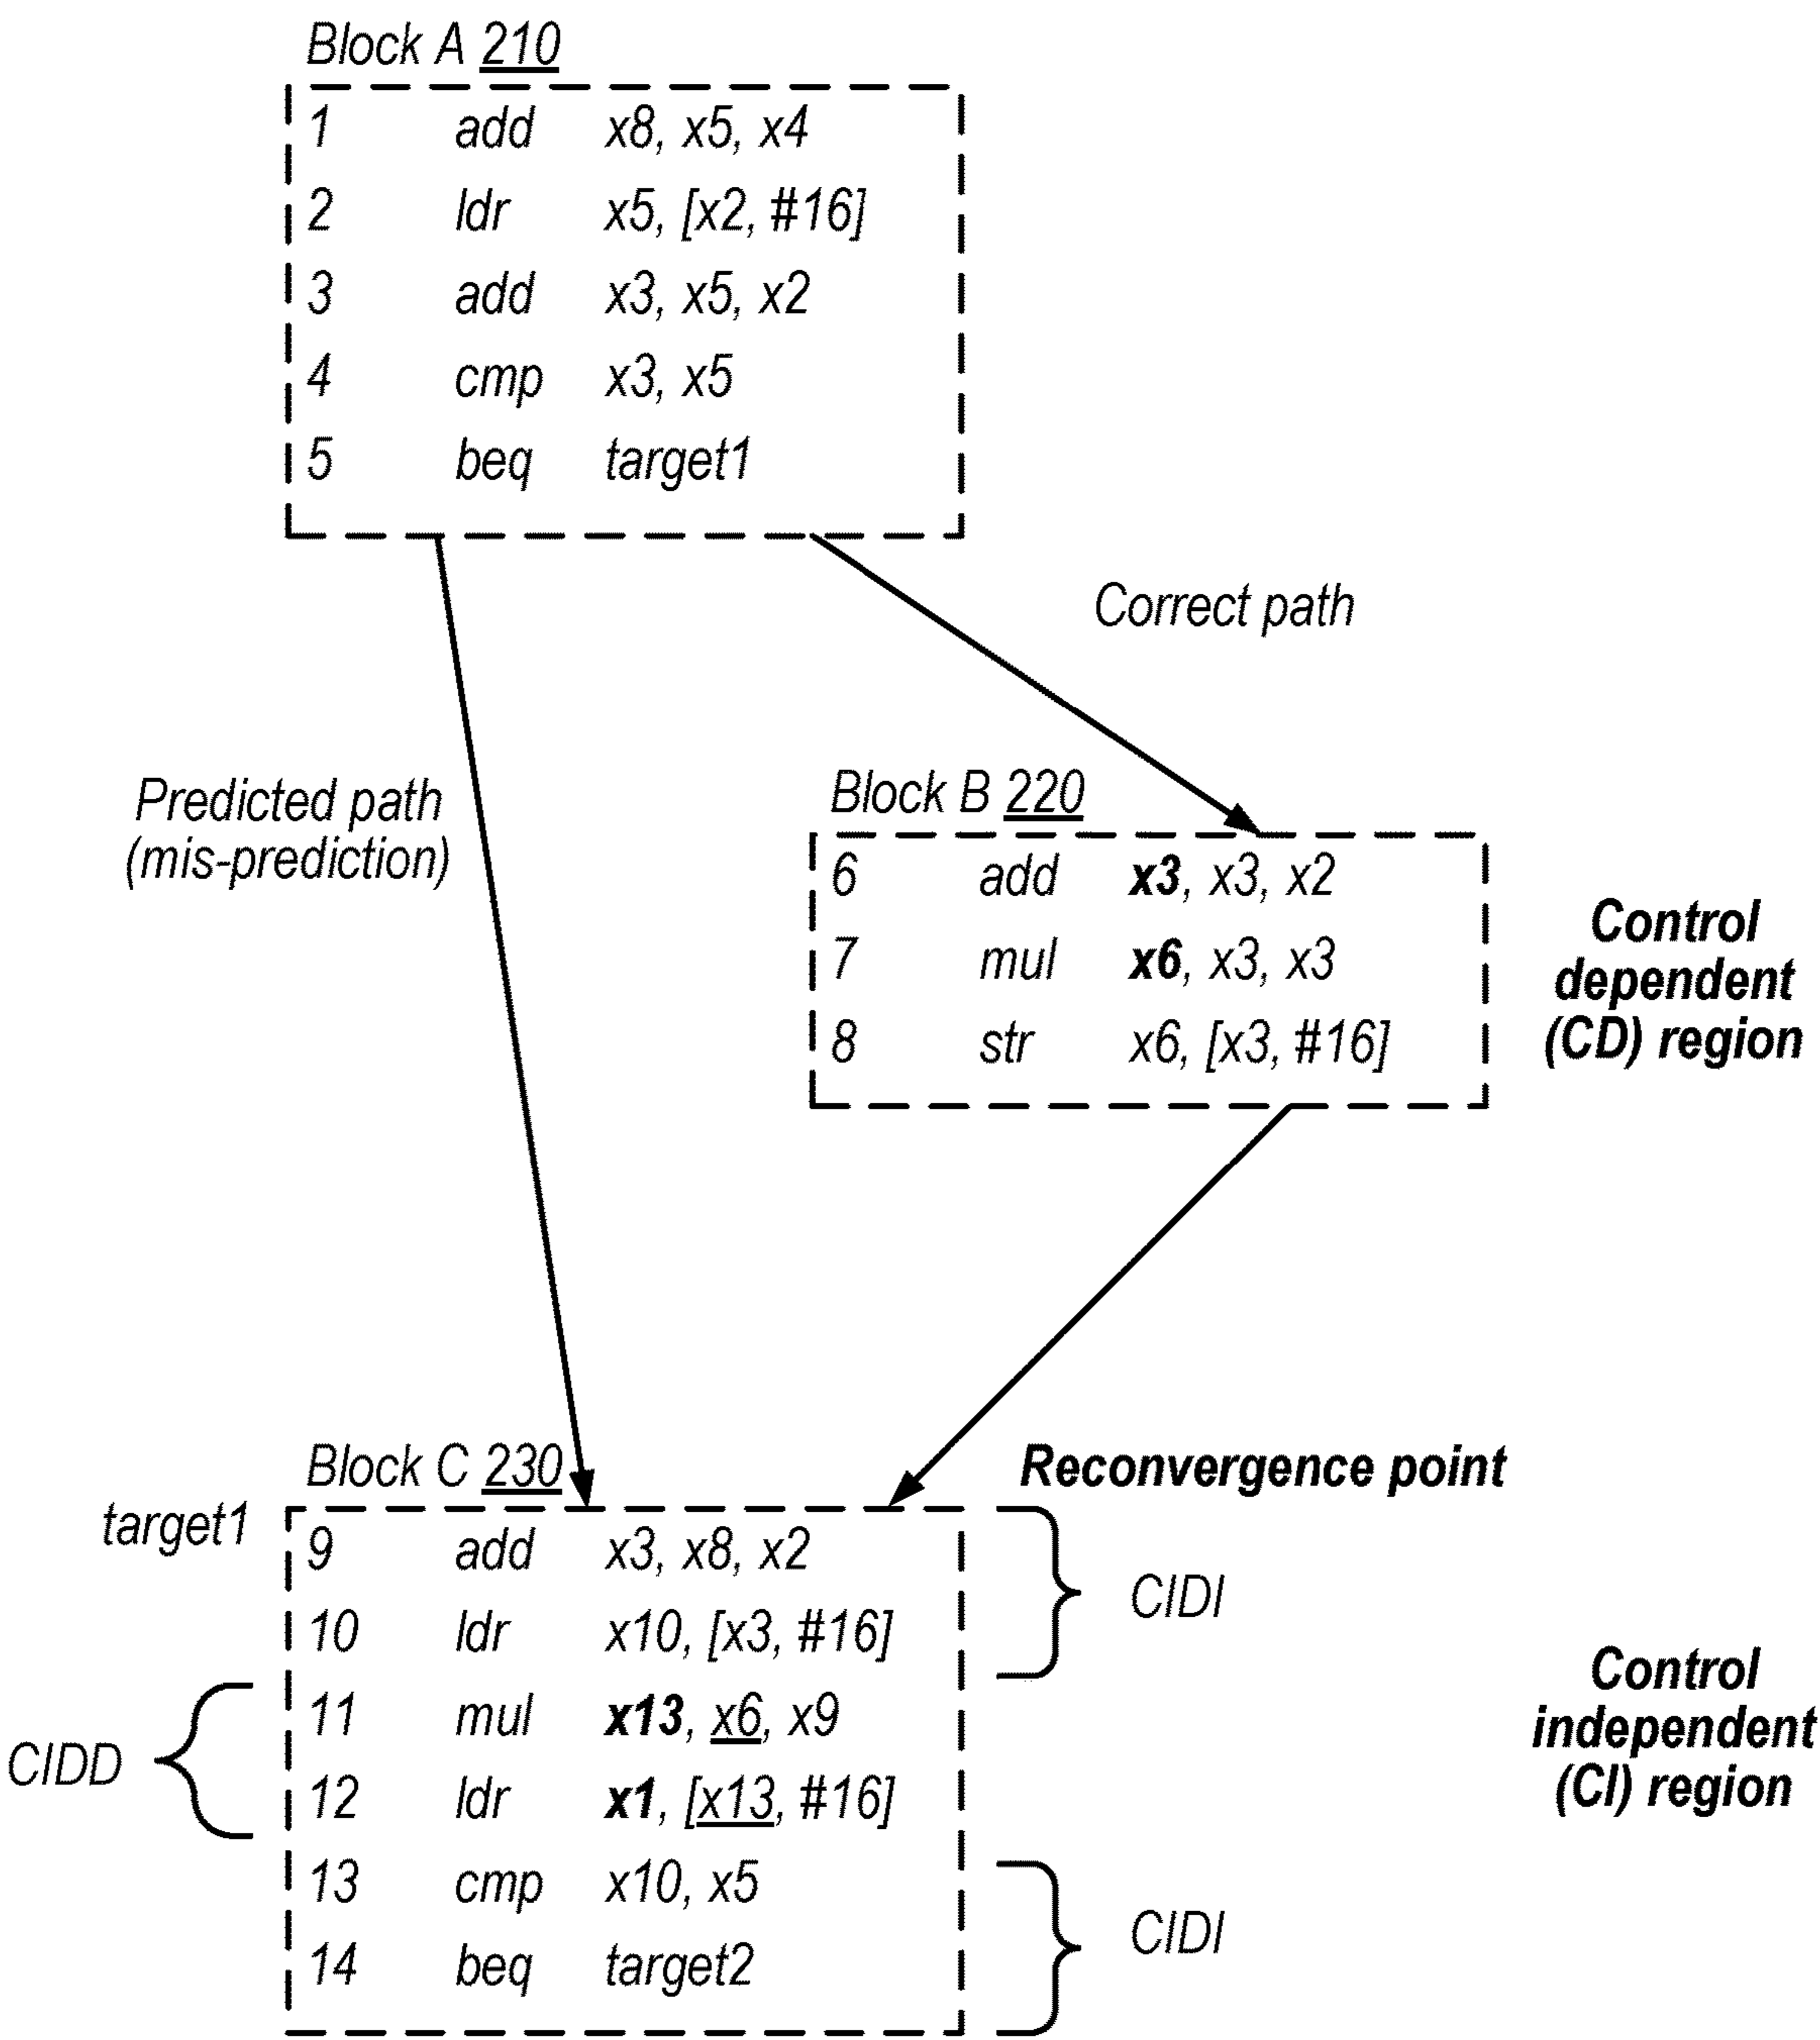 Block A 210
1 add x8, x5, x4
2 ldr x5, [x2, #16]
3 add x3, x5, x2
4 cmp x3, x5
5 beq target1
Correct path
Predicted path
(mis-prediction)
Block B 220
6 add x3, x3, x2
7 mul x6, x3, x3
8 str x6, [x3, #16]
Control
dependent
(CD) region
Block C 230
Reconvergence point
target1
9 add x3, x8, x2
10 ldr x10, [x3, #16]
CIDI
11 mul x13, x6, x9
12 ldr x1, [x13, #16]
CIDD
Control
independent
(CI) region
13 cmp x10, x5
14 beq target2
CIDI